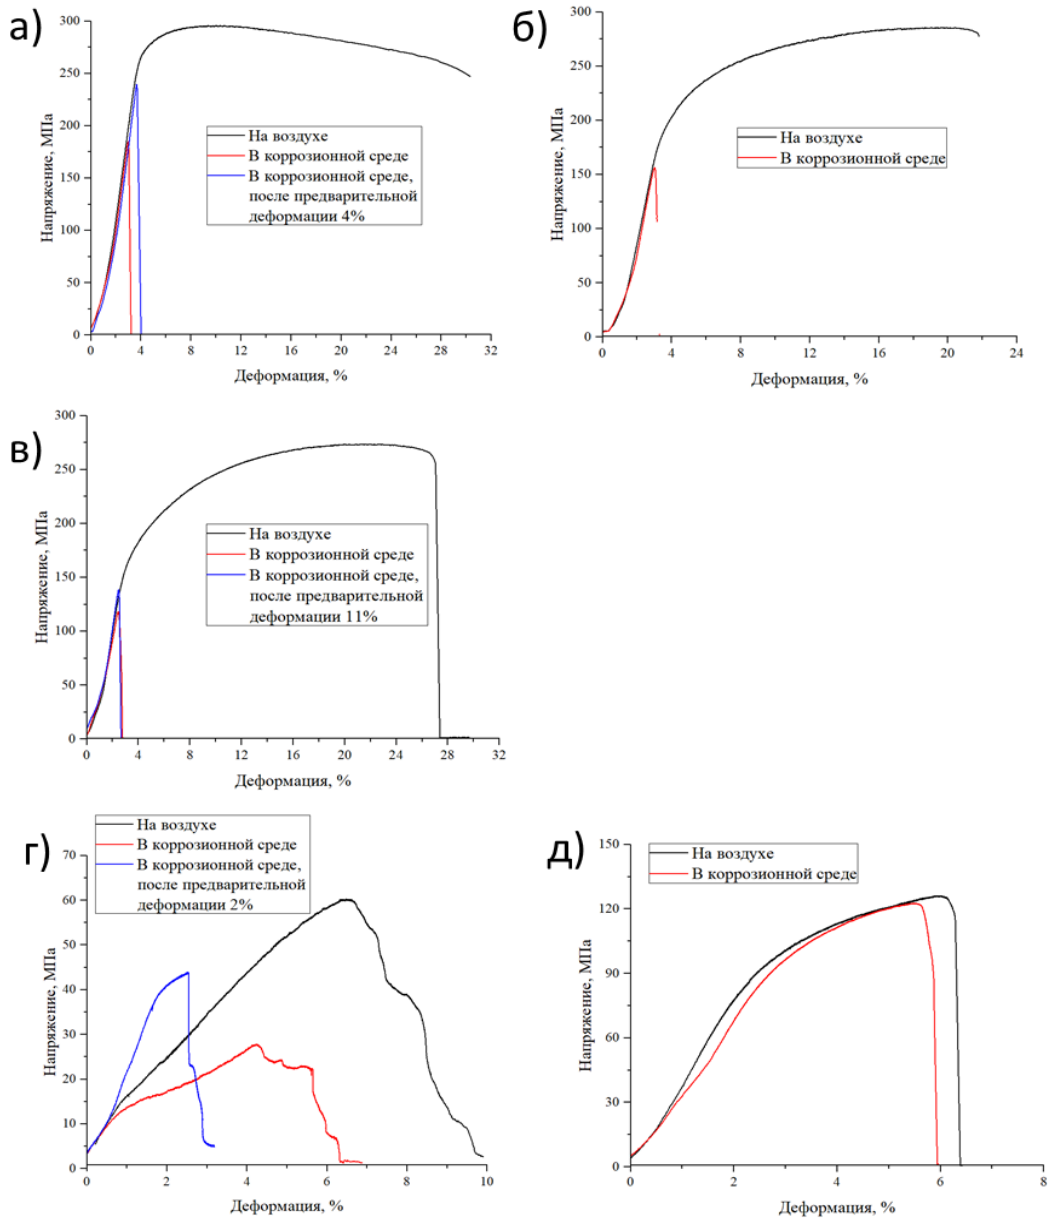 а)
300
250
200
150
100
50
0
Напряжение, МПа
На воздухе
В коррозионной среде
В коррозионной среде,
после предварительной
деформации 4%
0 4 8 12 16 20 24 28 32
Деформация, %
б)
300
250
200
150
100
50
0
Напряжение, МПа
На воздухе
В коррозионной среде
0 4 8 12 16 20 24
Деформация, %
в)
300
250
200
150
100
50
0
Напряжение, МПа
На воздухе
В коррозионной среде
В коррозионной среде,
после предварительной
деформации 11%
0 4 8 12 16 20 24 28 32
Деформация, %
г)
На воздухе
В коррозионной среде
В коррозионной среде,
после предварительной
деформации 2%
70
60
50
40
30
20
10
0
Напряжение, МПа
0 2 4 6 8 10
Деформация, %
д)
150
120
90
60
30
0
Напряжение, МПа
На воздухе
В коррозионной среде
0 2 4 6 8
Деформация, %